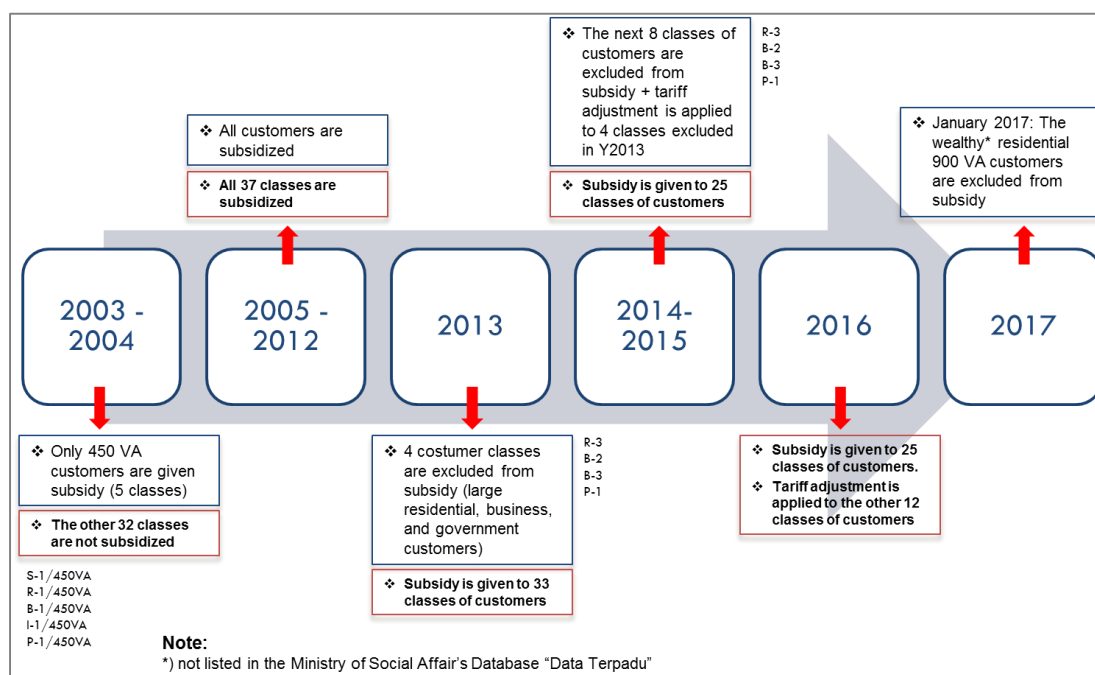 ❖ The next 8 classes of
customers are
excluded from
subsidy + tariff
adjustment is applied
to 4 classes excluded
in Y2013
❖ Subsidy is given to 25
classes of customers
R-3
B-2
B-3
P-1
❖ All customers are
subsidized
❖ All 37 classes are
subsidized
❖ January 2017: The
wealthy* residential
900 VA customers
are excluded from
subsidy
2003 -
2004
2005 -
2012
2013
2014-
2015
2016
2017
❖ Only 450 VA
customers are given
subsidy (5 classes)
❖ The other 32 classes
are not subsidized
S-1/450VA
R-1/450VA
B-1/450VA
I-1/450VA
P-1/450VA
❖ 4 costumer classes
are excluded from
subsidy (large
residential, business,
and government
customers)
❖ Subsidy is given to 33
classes of customers
R-3
B-2
B-3
P-1
❖ Subsidy is given to 25
classes of customers.
❖ Tariff adjustment is
applied to the other 12
classes of customers
Note:
*) not listed in the Ministry of Social Affair's Database “Data Terpadu”